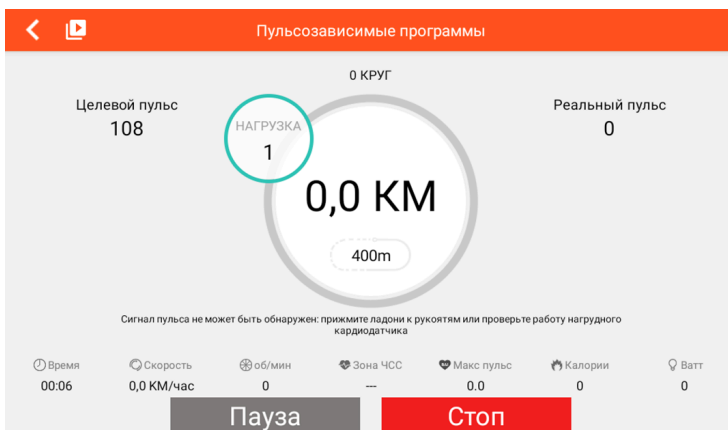 Пульсозависимые программы
0 КРУГ
Целевой пульс
108
Реальный пульс
0
НАГРУЗКА
1
0,0 КМ
400m
Сигнал пульса не может быть обнаружен: прижмите ладони к рукоятям или проверьте работу нагрудного
кардиодатчика
Время Скорость об/мин Зона ЧСС Макс пульс Калории Ватт
00:06 0,0 КМ/час 0 --- 0.0 0 0
Пауза Стоп